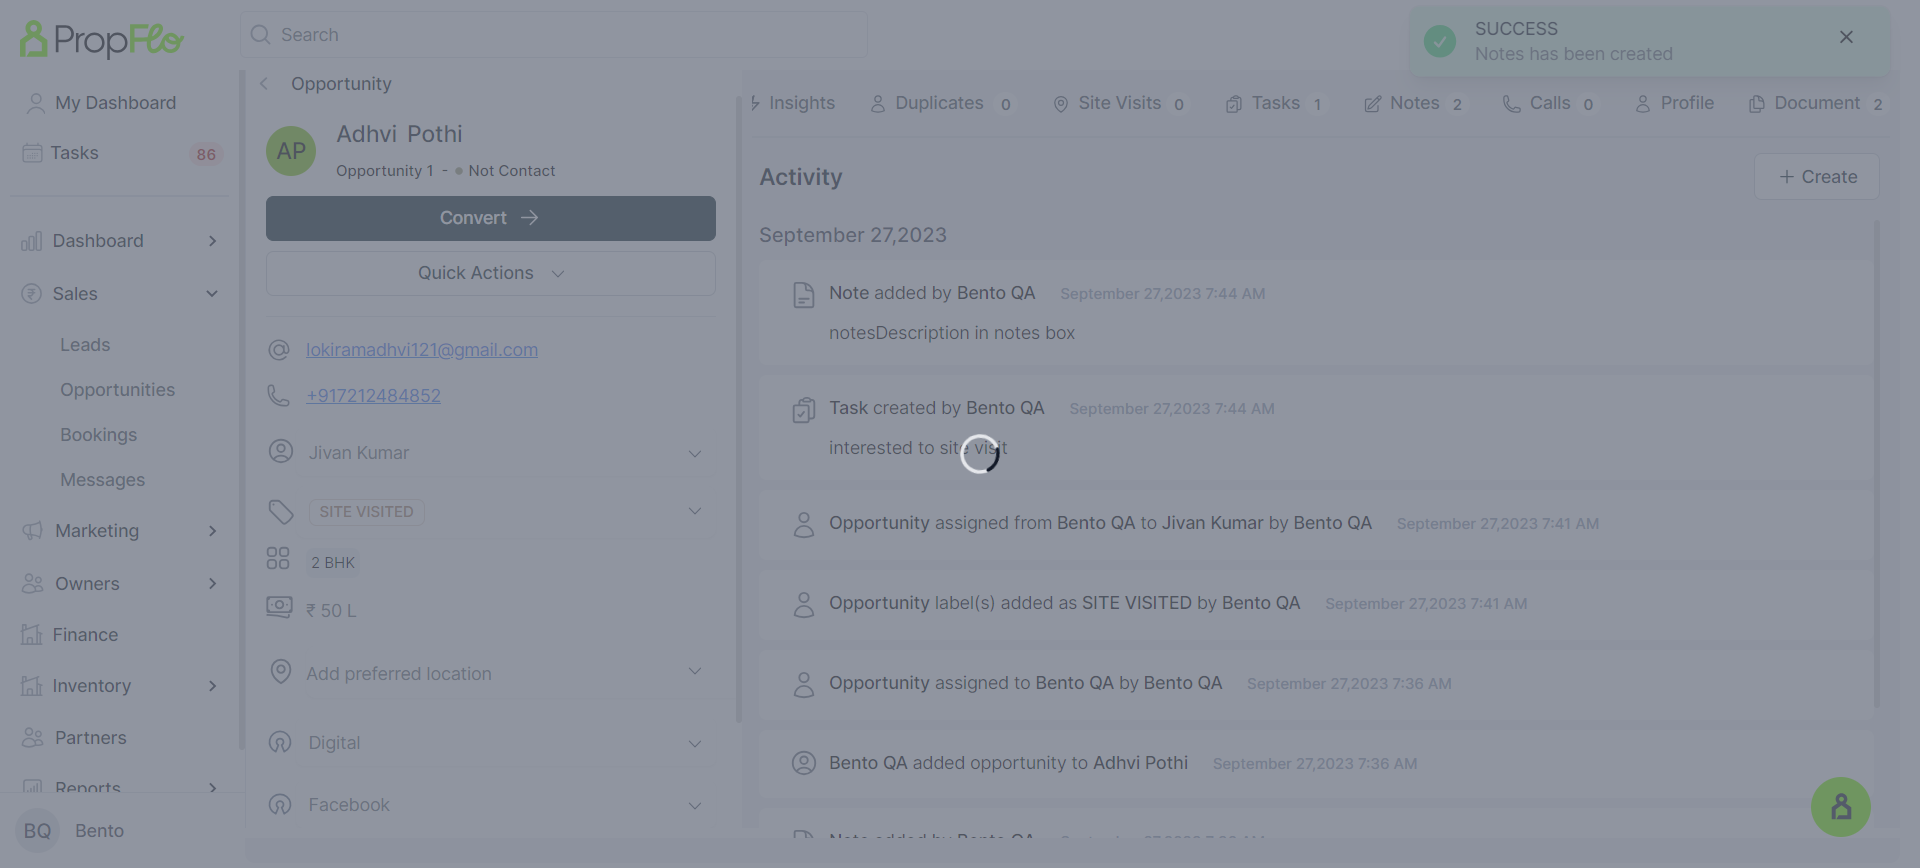 PropFlo
My Dashboard
Tasks 86
Dashboard
Sales
Leads
Opportunities
Bookings
Messages
Marketing
Owners
Finance
Inventory
Partners
Reports
BQ Bento
Search
Opportunity
AP
Adhvi Pothi
Opportunity 1 - Not Contact
Convert
Quick Actions
lokiramadhvi121@gmail.com
+917212484852
Jivan Kumar
SITE VISITED
2 BHK
₹ 50 L
Add preferred location
Digital
Facebook
SUCCESS
Notes has been created
Insights Duplicates 0 Site Visits 0 Tasks 1 Notes 2 Calls 0 Profile Document 2
Activity
+ Create
September 27,2023
Note added by Bento QA September 27,2023 7:44 AM
notesDescription in notes box
Task created by Bento QA September 27,2023 7:44 AM
interested to site visit
Opportunity assigned from Bento QA to Jivan Kumar by Bento QA September 27,2023 7:41 AM
Opportunity label(s) added as SITE VISITED by Bento QA September 27,2023 7:41 AM
Opportunity assigned to Bento QA by Bento QA September 27,2023 7:36 AM
Bento QA added opportunity to Adhvi Pothi September 27,2023 7:36 AM
Note added by Bento QA